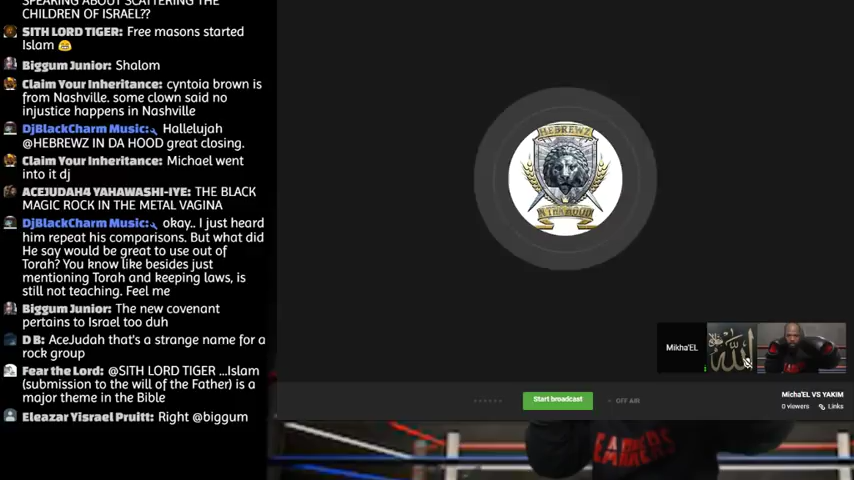 SPEAKING ABOUT SCATTERING THE
CHILDREN OF ISRAEL??
SITH LORD TIGER: Free masons started
Islam 😂
Biggum Junior: Shalom
Claim Your Inheritance: cyntoia brown is
from Nashville. some clown said no
injustice happens in Nashville
DjBlackCharm Music: Hallelujah
@HEBREWZ IN DA HOOD great closing.
Claim Your Inheritance: Michael went
into it dj
ACEJUDAH4 YAHAWASHI-IYE: THE BLACK
MAGIC ROCK IN THE METAL VAGINA
DjBlackCharm Music: okay.. I just heard
him repeat his comparisons. But what did
He say would be great to use out of
Torah? You know like besides just
mentioning Torah and keeping laws, is
still not teaching. Feel me
Biggum Junior: The new covenant
pertains to Israel too duh
D B: AceJudah that's a strange name for a
rock group
Fear the Lord: @SITH LORD TIGER ...Islam
(submission to the will of the Father) is a
major theme in the Bible
Eleazar Yisrael Pruitt: Right @biggum
HEBREWZ
N THA HOOD
Mikha'EL
الله
Start broadcast
OFF AIR
Micha'EL VS YAKIM
0 viewers
Links